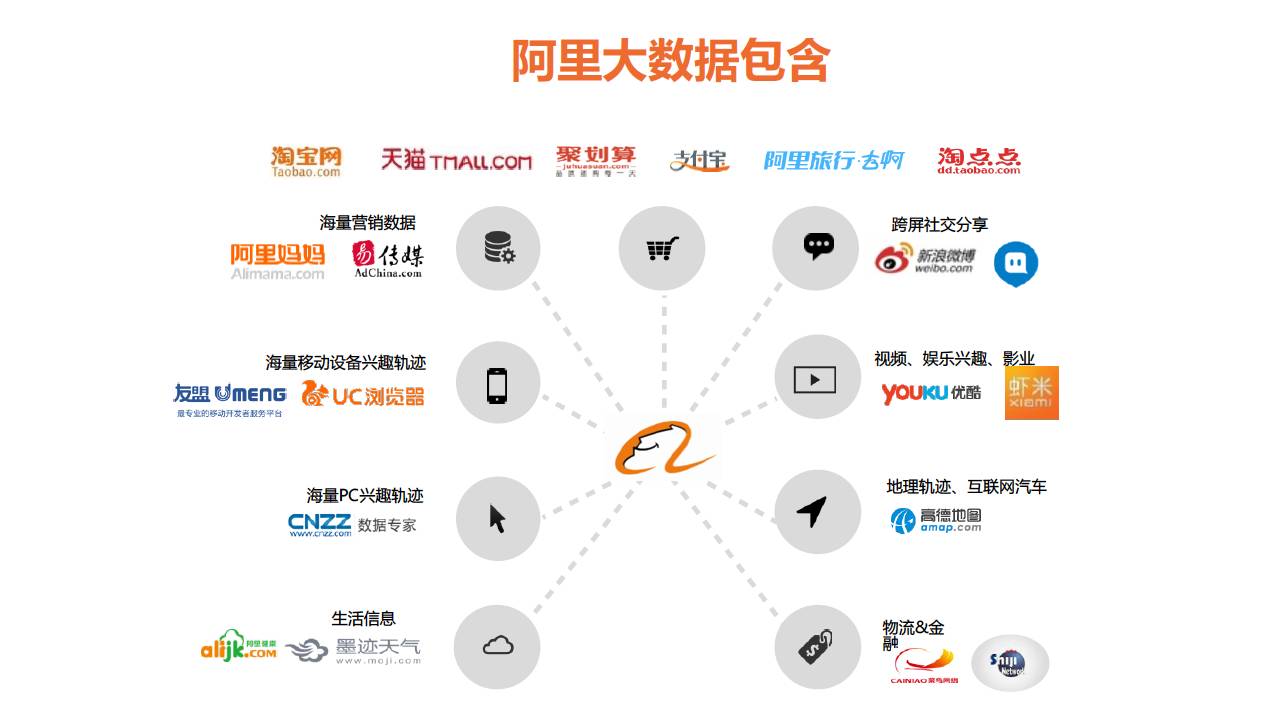 阿里大数据包含
淘宝网
Taobao.com
天猫 TMALL.COM
聚划算
juhuasuan.com
品质团购每一天
支付宝
阿里旅行·去啊
淘点点
dd.taobao.com
海量营销数据
阿里妈妈
Alimama.com
易传媒
AdChina.com
跨屏社交分享
新浪微博
weibo.com
海量移动设备兴趣轨迹
友盟 UMENG
最专业的移动开发者服务平台
UC浏览器
视频、娱乐兴趣、影业
YOUKU 优酷
虾米
xiami
海量PC兴趣轨迹
CNZZ 数据专家
www.cnzz.com
地理轨迹、互联网汽车
高德地图
amap.com
生活信息
alijk.com 阿里健康
墨迹天气
www.moji.com
物流&金
融
CAINIAO 菜鸟网络
Network